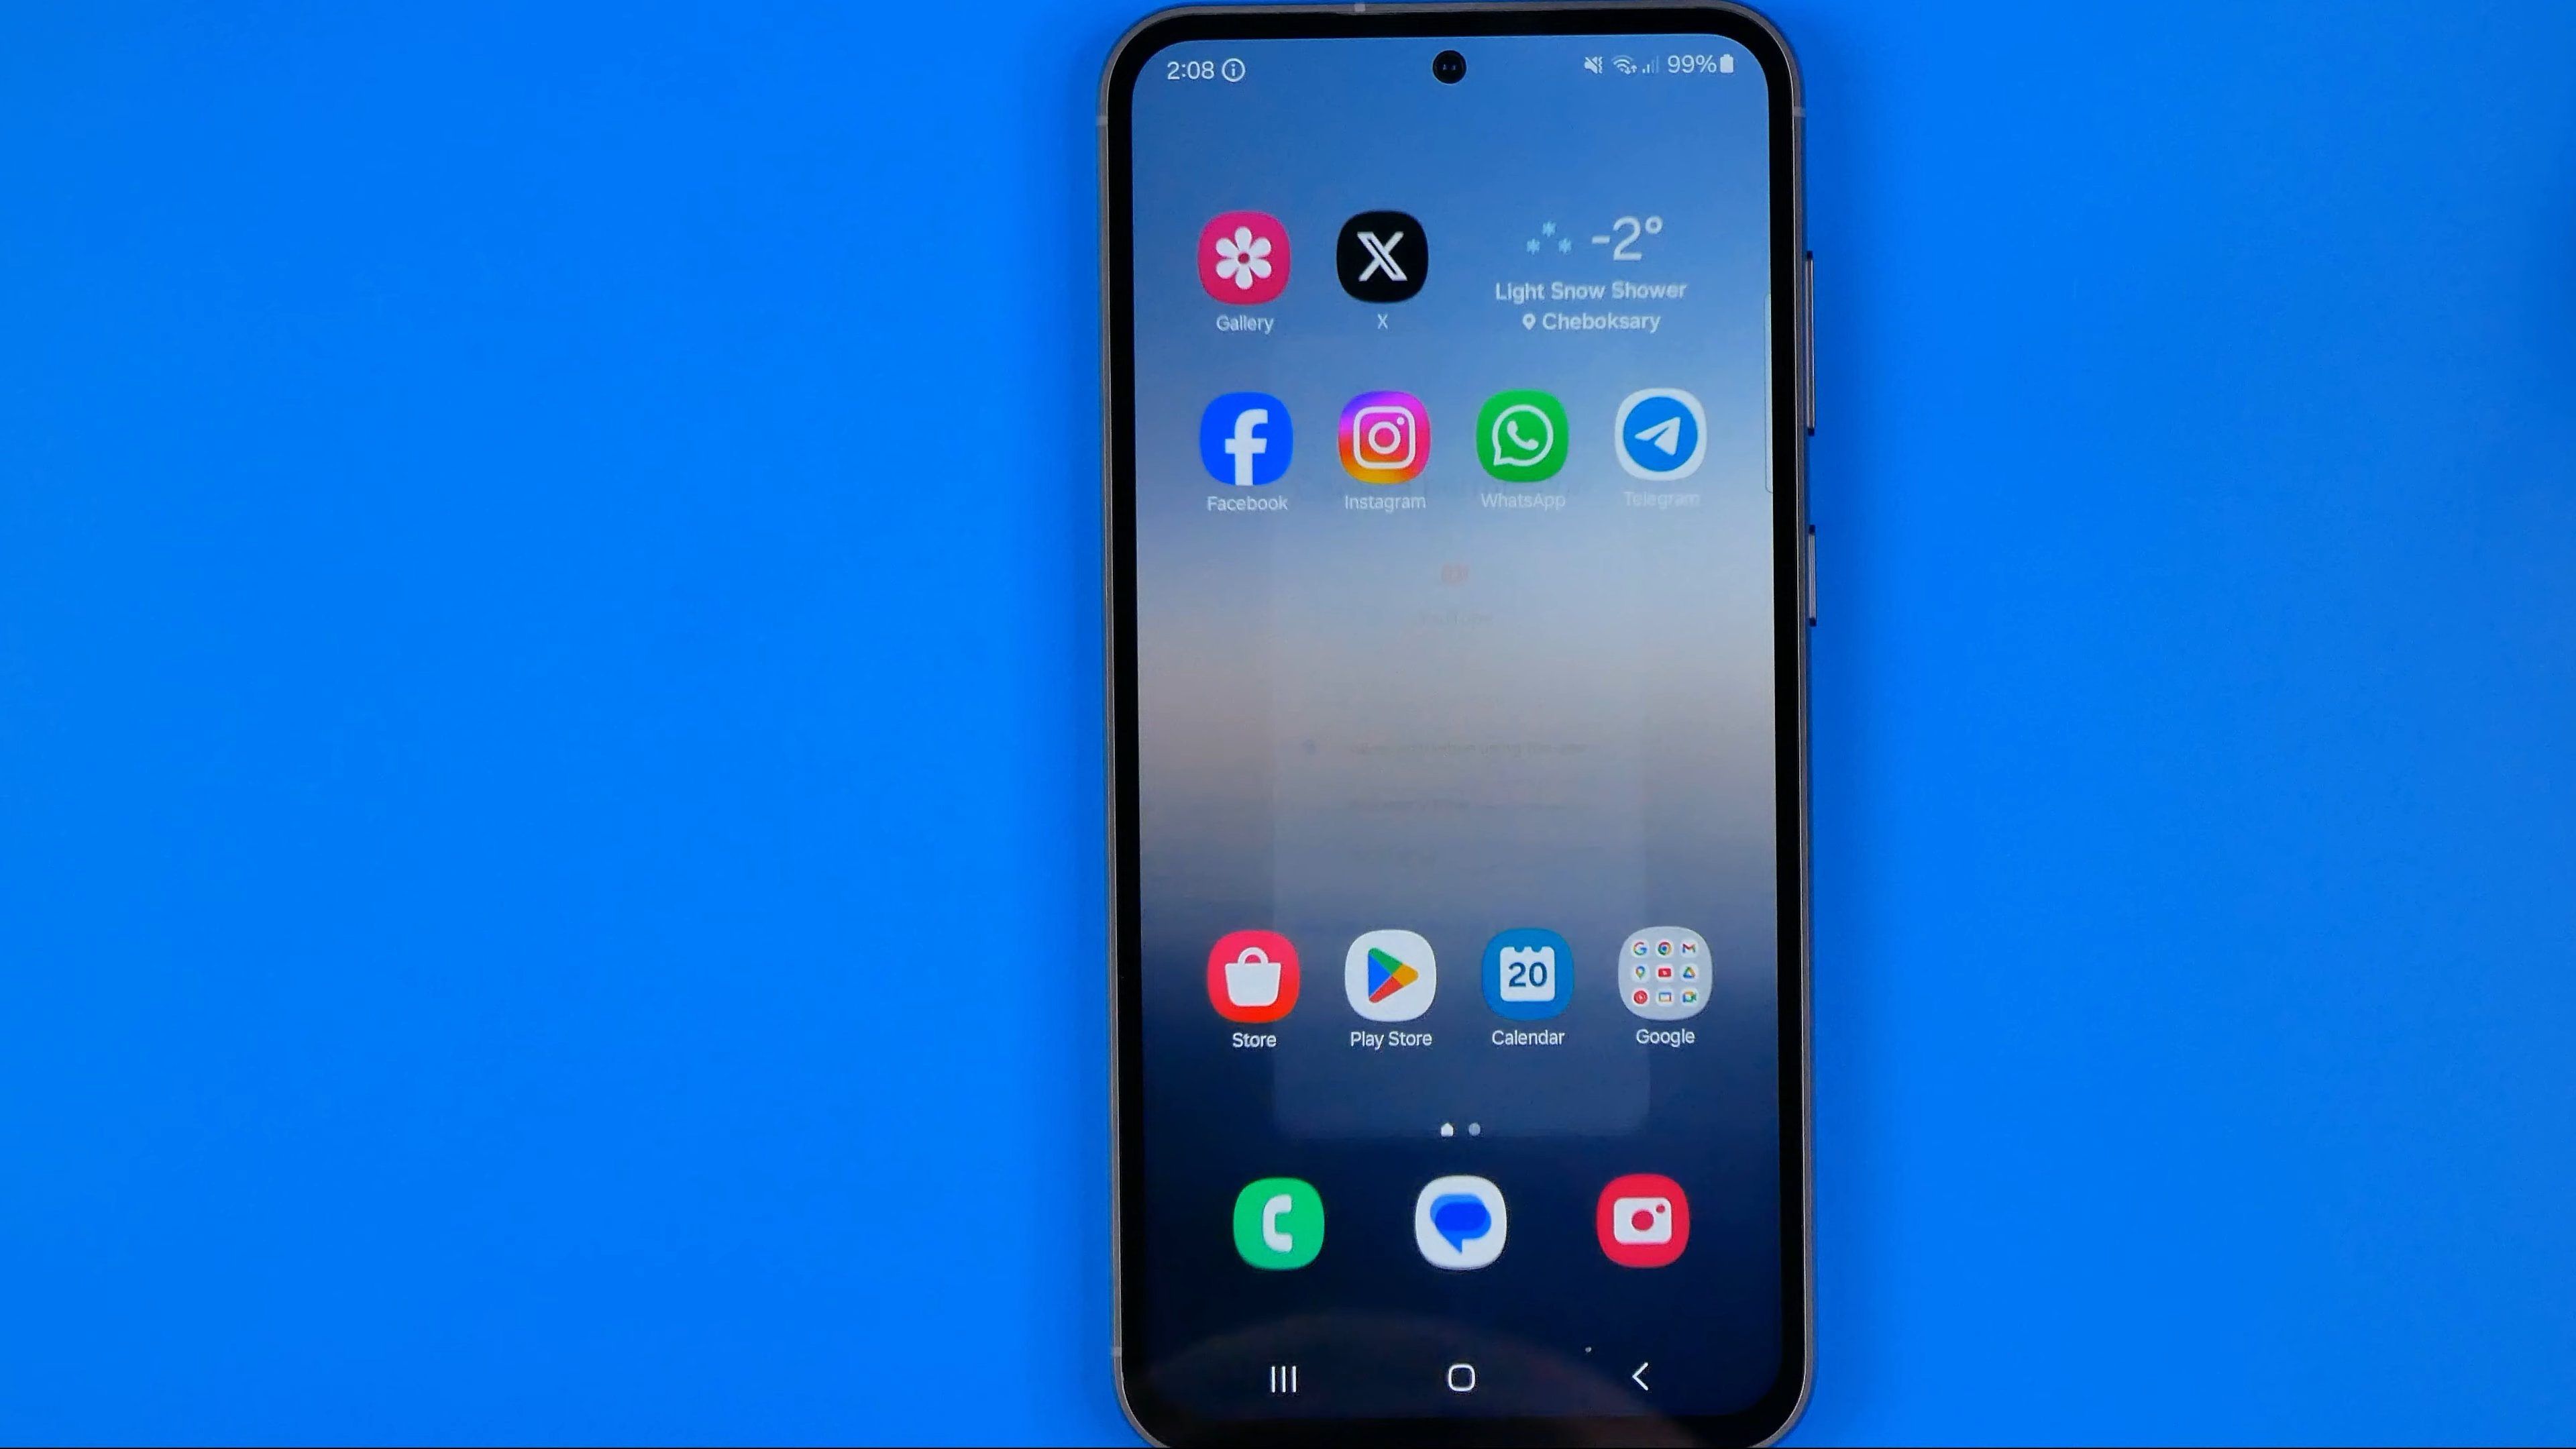 2:08
99%
-2°
Light Snow Shower
Cheboksary
Gallery
X
Facebook
Instagram
WhatsApp
Telegram
20
Store
Play Store
Calendar
Google